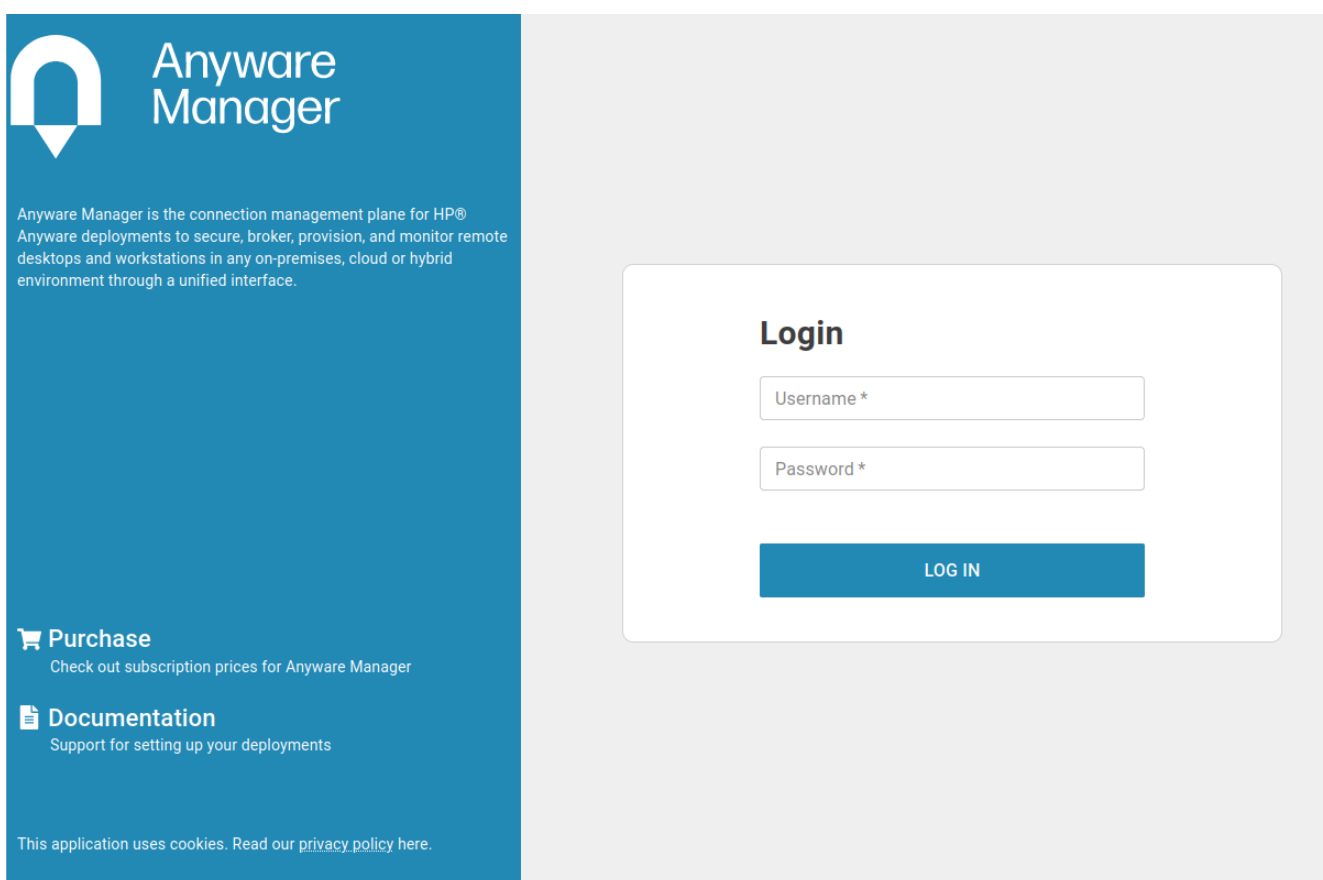 Anyware
Manager
Anyware Manager is the connection management plane for HP®
Anyware deployments to secure, broker, provision, and monitor remote
desktops and workstations in any on-premises, cloud or hybrid
environment through a unified interface.
Purchase
Check out subscription prices for Anyware Manager
Documentation
Support for setting up your deployments
This application uses cookies. Read our privacy policy here.
Login
Username *
Password *
LOG IN